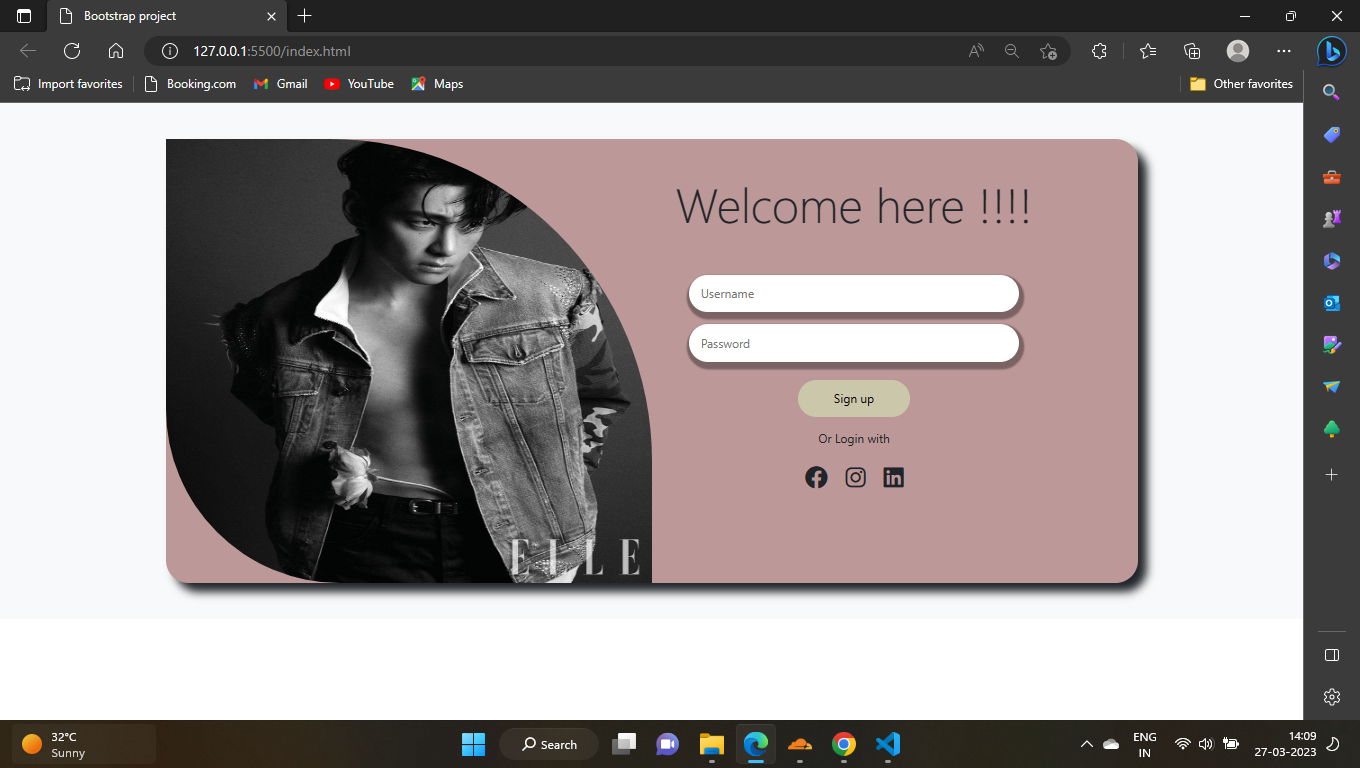 Bootstrap project
127.0.0.1:5500/index.html
Import favorites
Booking.com
Gmail
YouTube
Maps
Other favorites
Welcome here !!!!
Username
Password
Sign up
Or Login with
ELLE
32°C
Sunny
Search
ENG
IN
14:09
27-03-2023